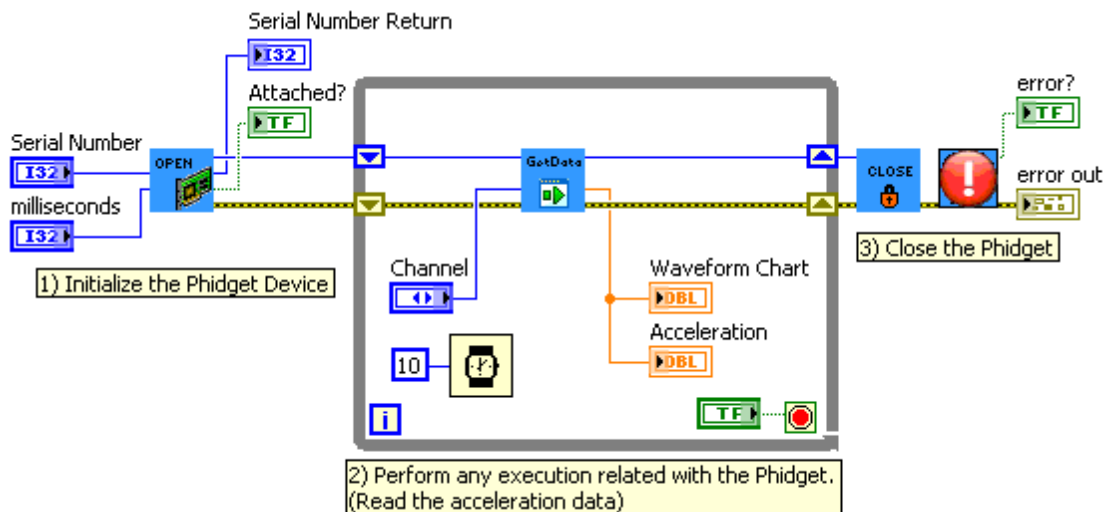 Serial Number Return
I32
Attached?
TF
error?
TF
Serial Number
I32
OPEN
GetData
CLOSE
milliseconds
I32
error out
1) Initialize the Phidget Device
3) Close the Phidget
Channel
Waveform Chart
DBL
Acceleration
DBL
10
i
TF
2) Perform any execution related with the Phidget.
(Read the acceleration data)